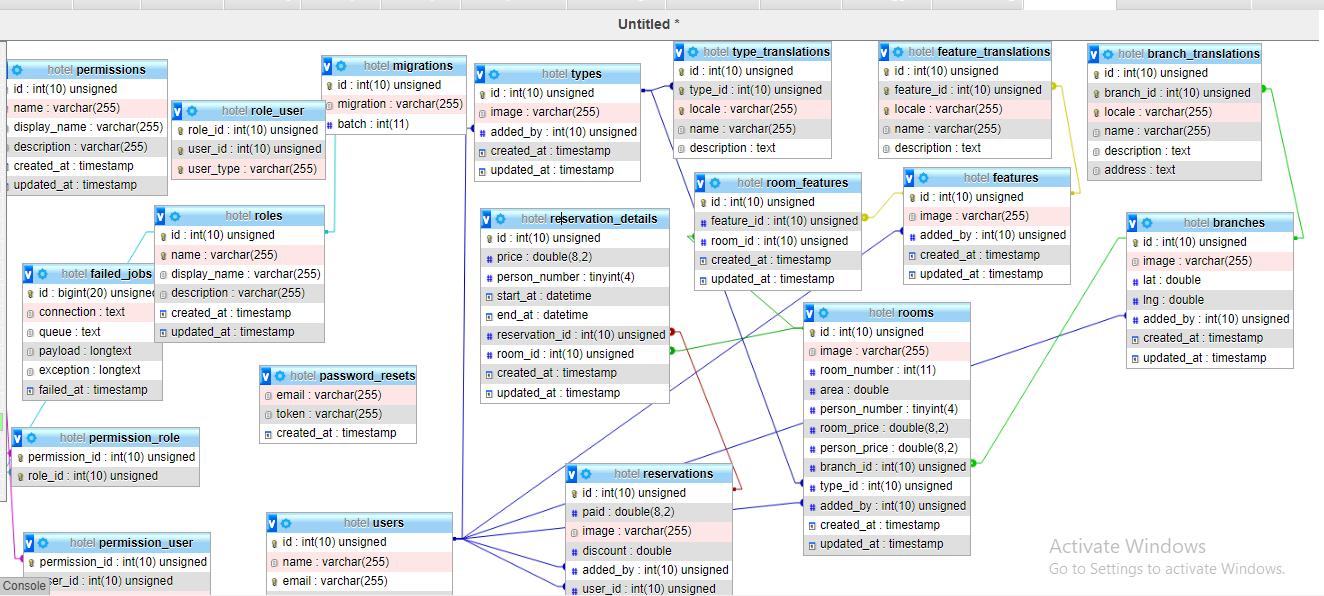 Untitled *
hotel permissions
id : int(10) unsigned
name : varchar(255)
display_name : varchar(255)
description : varchar(255)
created_at : timestamp
updated_at : timestamp
hotel role_user
role_id : int(10) unsigned
user_id : int(10) unsigned
user_type : varchar(255)
hotel migrations
id : int(10) unsigned
migration : varchar(255)
batch : int(11)
hotel types
id : int(10) unsigned
image : varchar(255)
added_by : int(10) unsigned
created_at : timestamp
updated_at : timestamp
hotel type_translations
id : int(10) unsigned
type_id : int(10) unsigned
locale : varchar(255)
name : varchar(255)
description : text
hotel feature_translations
id : int(10) unsigned
feature_id : int(10) unsigned
locale : varchar(255)
name : varchar(255)
description : text
hotel branch_translations
id : int(10) unsigned
branch_id : int(10) unsigned
locale : varchar(255)
name : varchar(255)
description : text
address : text
hotel roles
id : int(10) unsigned
name : varchar(255)
display_name : varchar(255)
description : varchar(255)
created_at : timestamp
updated_at : timestamp
hotel failed_jobs
id : bigint(20) unsigned
connection : text
queue : text
payload : longtext
exception : longtext
failed_at : timestamp
hotel reservation_details
id : int(10) unsigned
price : double(8,2)
person_number : tinyint(4)
start_at : datetime
end_at : datetime
reservation_id : int(10) unsigned
room_id : int(10) unsigned
created_at : timestamp
updated_at : timestamp
hotel room_features
id : int(10) unsigned
feature_id : int(10) unsigned
room_id : int(10) unsigned
created_at : timestamp
updated_at : timestamp
hotel features
id : int(10) unsigned
image : varchar(255)
added_by : int(10) unsigned
created_at : timestamp
updated_at : timestamp
hotel branches
id : int(10) unsigned
image : varchar(255)
lat : double
lng : double
added_by : int(10) unsigned
created_at : timestamp
updated_at : timestamp
hotel rooms
id : int(10) unsigned
image : varchar(255)
room_number : int(11)
area : double
person_number : tinyint(4)
room_price : double(8,2)
person_price : double(8,2)
branch_id : int(10) unsigned
type_id : int(10) unsigned
added_by : int(10) unsigned
created_at : timestamp
updated_at : timestamp
hotel password_resets
email : varchar(255)
token : varchar(255)
created_at : timestamp
hotel permission_role
permission_id : int(10) unsigned
role_id : int(10) unsigned
hotel permission_user
permission_id : int(10) unsigned
user_id : int(10) unsigned
Console
hotel users
id : int(10) unsigned
name : varchar(255)
email : varchar(255)
hotel reservations
id : int(10) unsigned
paid : double(8,2)
image : varchar(255)
discount : double
added_by : int(10) unsigned
user_id : int(10) unsigned
Activate Windows
Go to Settings to activate Windows.